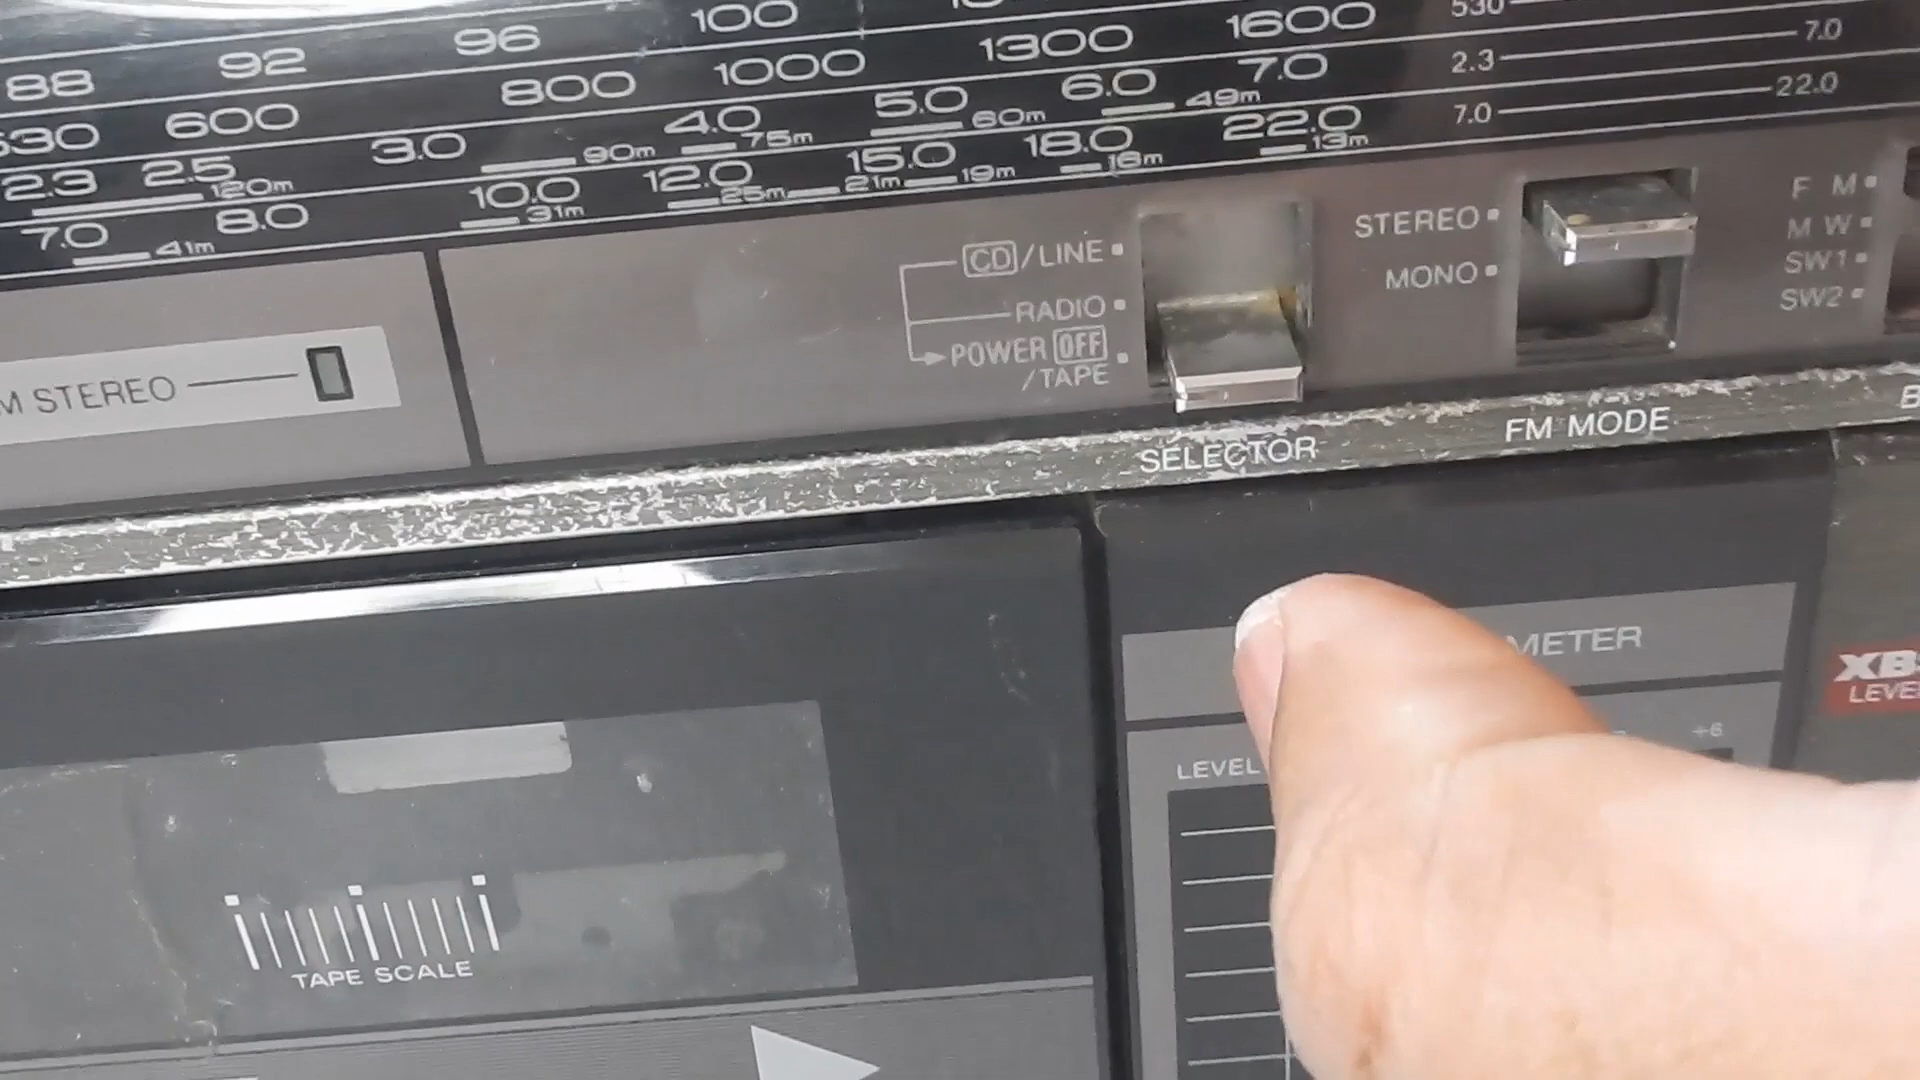 88 92 96 100
530 600 800 1000 1300 1600 530
2.3 2.5 120m 3.0 90m 4.0 75m 5.0 60m 6.0 49m 7.0 2.3 7.0
7.0 41m 8.0 10.0 31m 12.0 25m 21m 15.0 19m 18.0 16m 22.0 13m 7.0 22.0
CD/LINE
RADIO
POWER OFF
/TAPE
STEREO
MONO
F M
M W
SW1
SW2
M STEREO
SELECTOR FM MODE
METER
XB
LEVE
+6
LEVEL
TAPE SCALE